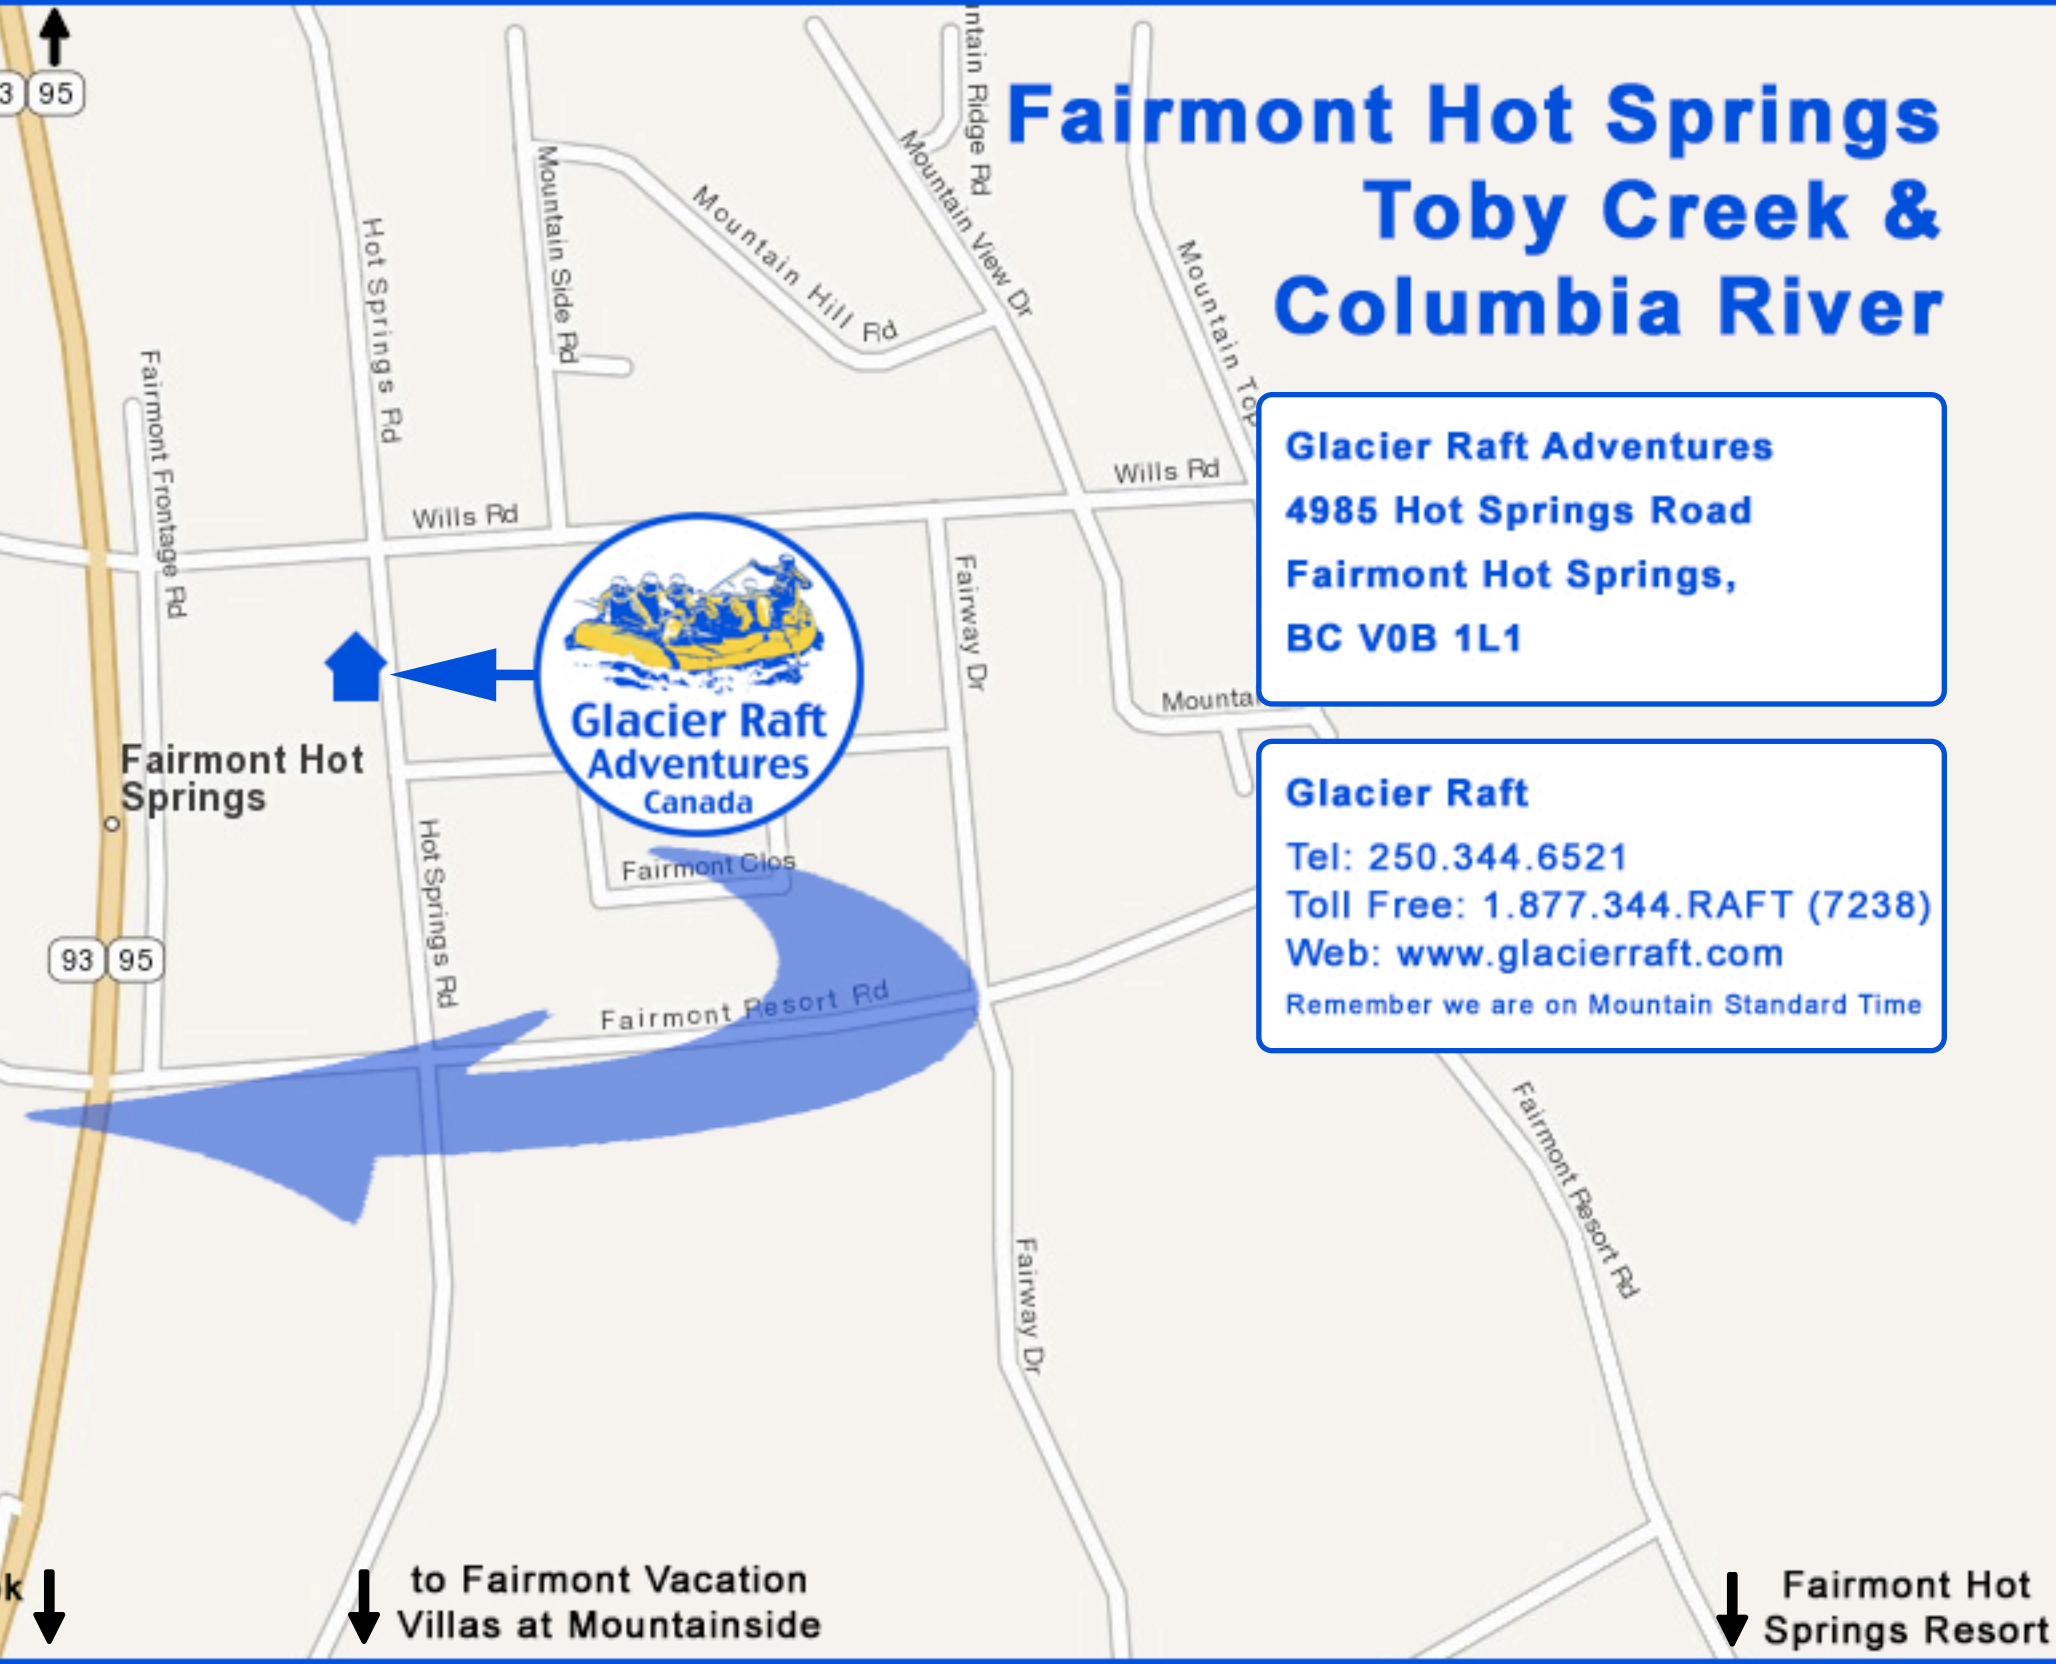 3 95
ntain Ridge Rd
Fairmont Hot Springs
Toby Creek &
Columbia River
Hot Springs Rd
Mountain Side Rd
Mountain Hill Rd
Mountain View Dr
Mountain Top
Fairmont Frontage Rd
Wills Rd
Wills Rd
Glacier Raft Adventures
4985 Hot Springs Road
Fairmont Hot Springs,
BC V0B 1L1
Fairway Dr
Mounta
Glacier Raft
Adventures
Canada
Fairmont Hot
Springs
Glacier Raft
Tel: 250.344.6521
Toll Free: 1.877.344.RAFT (7238)
Web: www.glacierraft.com
Remember we are on Mountain Standard Time
Hot Springs Rd
Fairmont Clos
93 95
Fairmont Resort Rd
Fairmont Resort Rd
Fairway Dr
k
to Fairmont Vacation
Villas at Mountainside
Fairmont Hot
Springs Resort